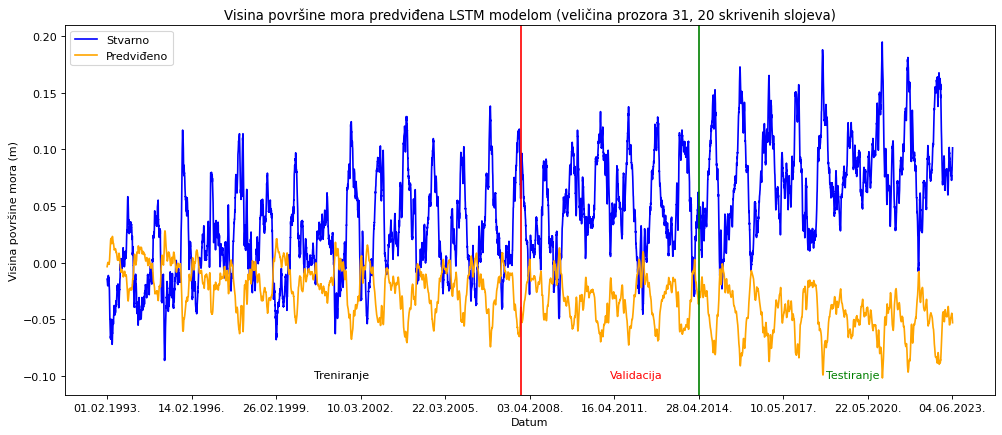 Visina površine mora predviđena LSTM modelom (veličina prozora 31, 20 skrivenih slojeva)
Stvarno
Predviđeno
Visina površine mora (m)
0.20
0.15
0.10
0.05
0.00
−0.05
−0.10
Treniranje
Validacija
Testiranje
01.02.1993.
14.02.1996.
26.02.1999.
10.03.2002.
22.03.2005.
03.04.2008.
16.04.2011.
28.04.2014.
10.05.2017.
22.05.2020.
04.06.2023.
Datum